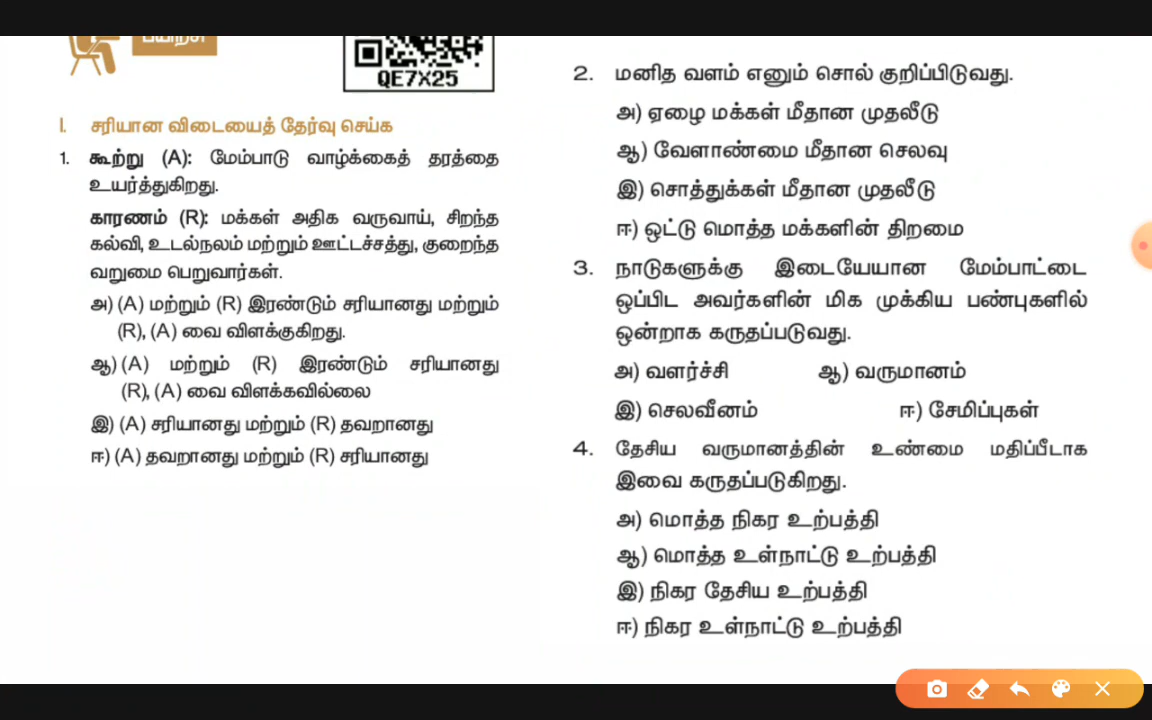 பயிற்சி
QE7X25
I. சரியான விடையைத் தேர்வு செய்க
1. கூற்று (A): மேம்பாடு வாழ்க்கைத் தரத்தை
உயர்த்துகிறது.
காரணம் (R): மக்கள் அதிக வருவாய், சிறந்த
கல்வி, உடல்நலம் மற்றும் ஊட்டச்சத்து, குறைந்த
வறுமை பெறுவார்கள்.
அ) (A) மற்றும் (R) இரண்டும் சரியானது மற்றும்
(R), (A) வை விளக்குகிறது.
ஆ) (A) மற்றும் (R) இரண்டும் சரியானது
(R), (A) வை விளக்கவில்லை
இ) (A) சரியானது மற்றும் (R) தவறானது
ஈ) (A) தவறானது மற்றும் (R) சரியானது
2. மனித வளம் எனும் சொல் குறிப்பிடுவது.
அ) ஏழை மக்கள் மீதான முதலீடு
ஆ) வேளாண்மை மீதான செலவு
இ) சொத்துக்கள் மீதான முதலீடு
ஈ) ஒட்டு மொத்த மக்களின் திறமை
3. நாடுகளுக்கு இடையேயான மேம்பாட்டை
ஒப்பிட அவர்களின் மிக முக்கிய பண்புகளில்
ஒன்றாக கருதப்படுவது.
அ) வளர்ச்சி ஆ) வருமானம்
இ) செலவீனம் ஈ) சேமிப்புகள்
4. தேசிய வருமானத்தின் உண்மை மதிப்பீடாக
இவை கருதப்படுகிறது.
அ) மொத்த நிகர உற்பத்தி
ஆ) மொத்த உள்நாட்டு உற்பத்தி
இ) நிகர தேசிய உற்பத்தி
ஈ) நிகர உள்நாட்டு உற்பத்தி